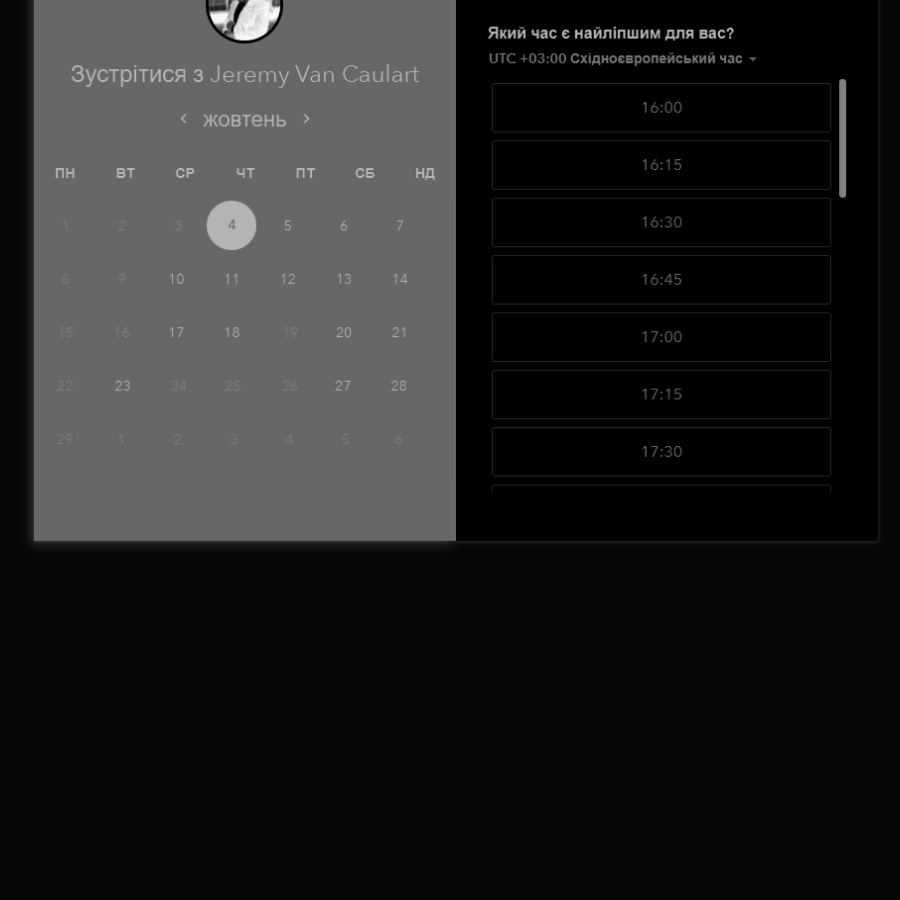 Зустрітися з Jeremy Van Caulart
жовтень
ПН ВТ СР ЧТ ПТ СБ НД
1 2 3 4 5 6 7
8 9 10 11 12 13 14
15 16 17 18 19 20 21
22 23 24 25 26 27 28
29 1 2 3 4 5 6
Який час є найліпшим для вас?
UTC +03:00 Східноєвропейський час
16:00
16:15
16:30
16:45
17:00
17:15
17:30